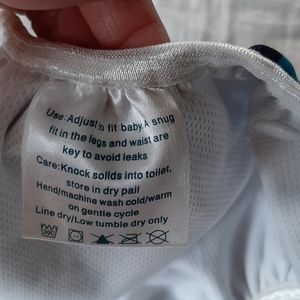 Use: Adjust to fit baby. A snug
fit in the legs and waist are
key to avoid leaks
Care:Knock solids into toilet,
store in dry pail
Hand/machine wash cold/warm
on gentle cycle
Line dry/Low tumble dry only
30C